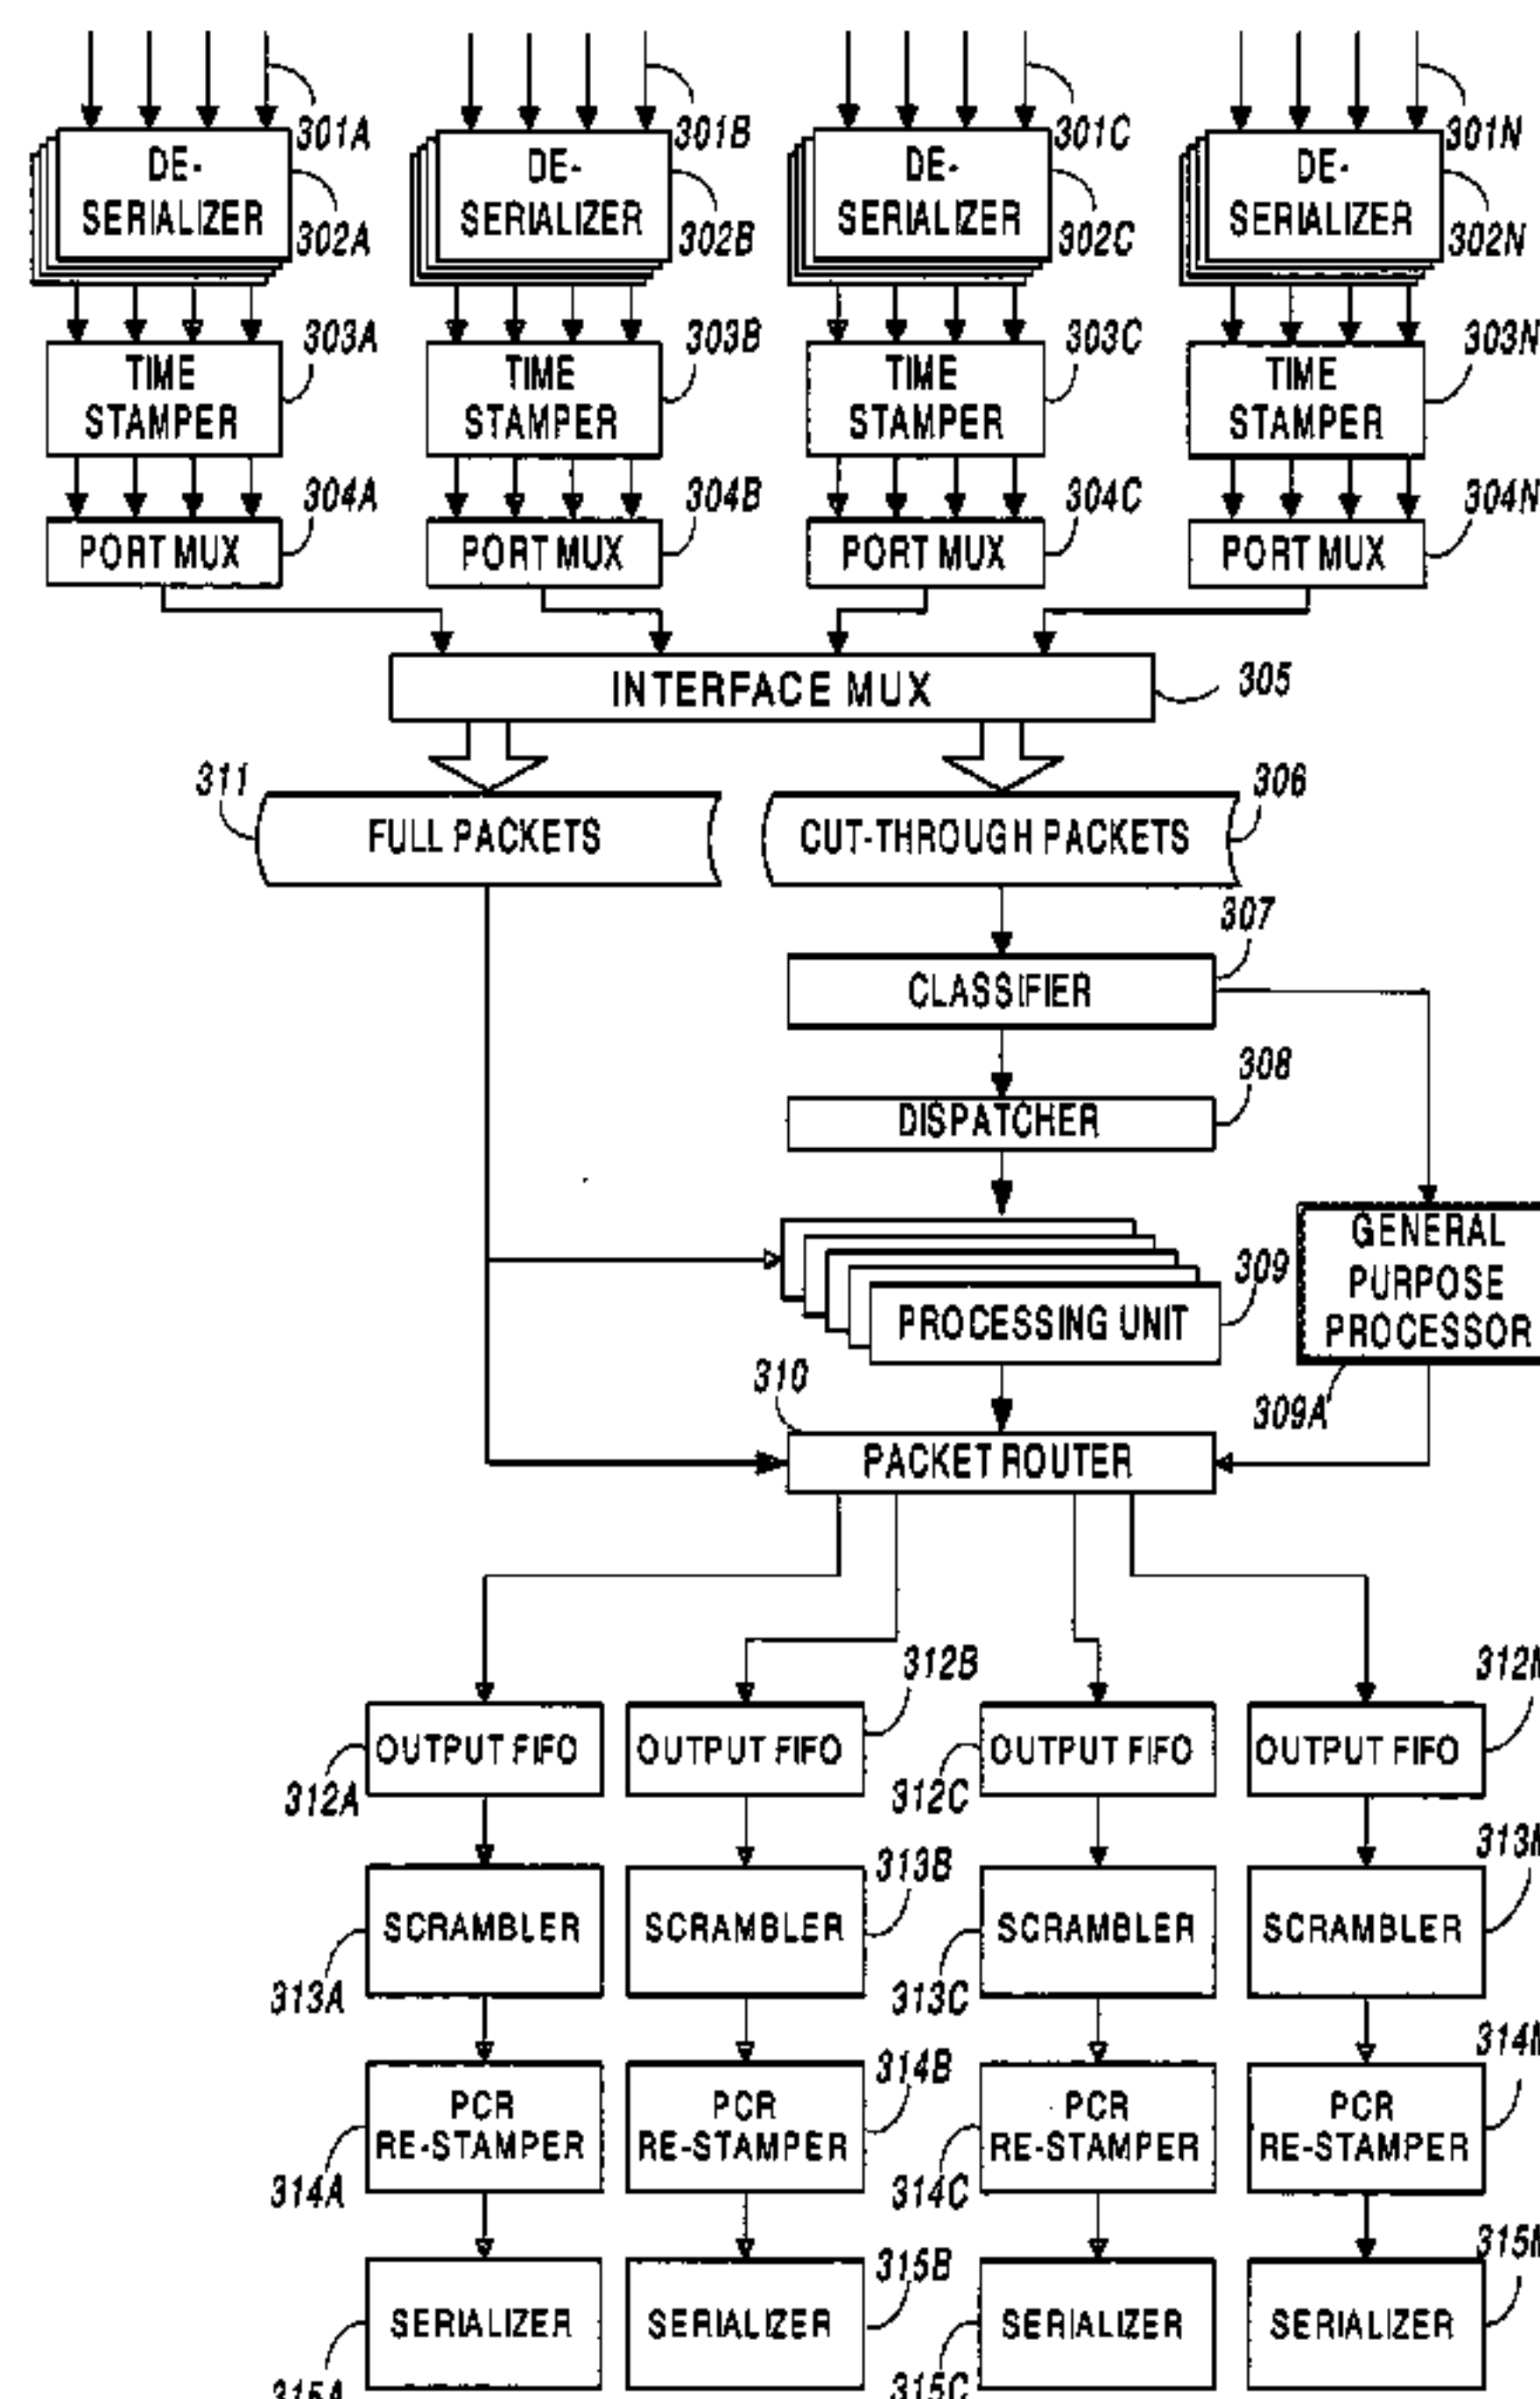 301A 301B 301C 301N
DE- DE- DE- DE-
SERIALIZER SERIALIZER SERIALIZER SERIALIZER
302A 302B 302C 302N
303A 303B 303C 303N
TIME TIME TIME TIME
STAMPER STAMPER STAMPER STAMPER
304A 304B 304C 304N
PORT MUX PORT MUX PORT MUX PORT MUX
INTERFACE MUX 305
311 306
FULL PACKETS CUT-THROUGH PACKETS
307
CLASSIFIER
308
DISPATCHER
GENERAL
PURPOSE
PROCESSOR
309
PROCESSING UNIT
310 309A
PACKET ROUTER
312B
OUTPUT FIFO OUTPUT FIFO OUTPUT FIFO OUTPUT FIFO
312A 312C
313B
SCRAMBLER SCRAMBLER SCRAMBLER SCRAMBLER
313A 313C
314B
PCR PCR PCR PCR
RE-STAMPER RE-STAMPER RE-STAMPER RE-STAMPER
314A 314C
315B
SERIALIZER SERIALIZER SERIALIZER SERIALIZER
315A 315C